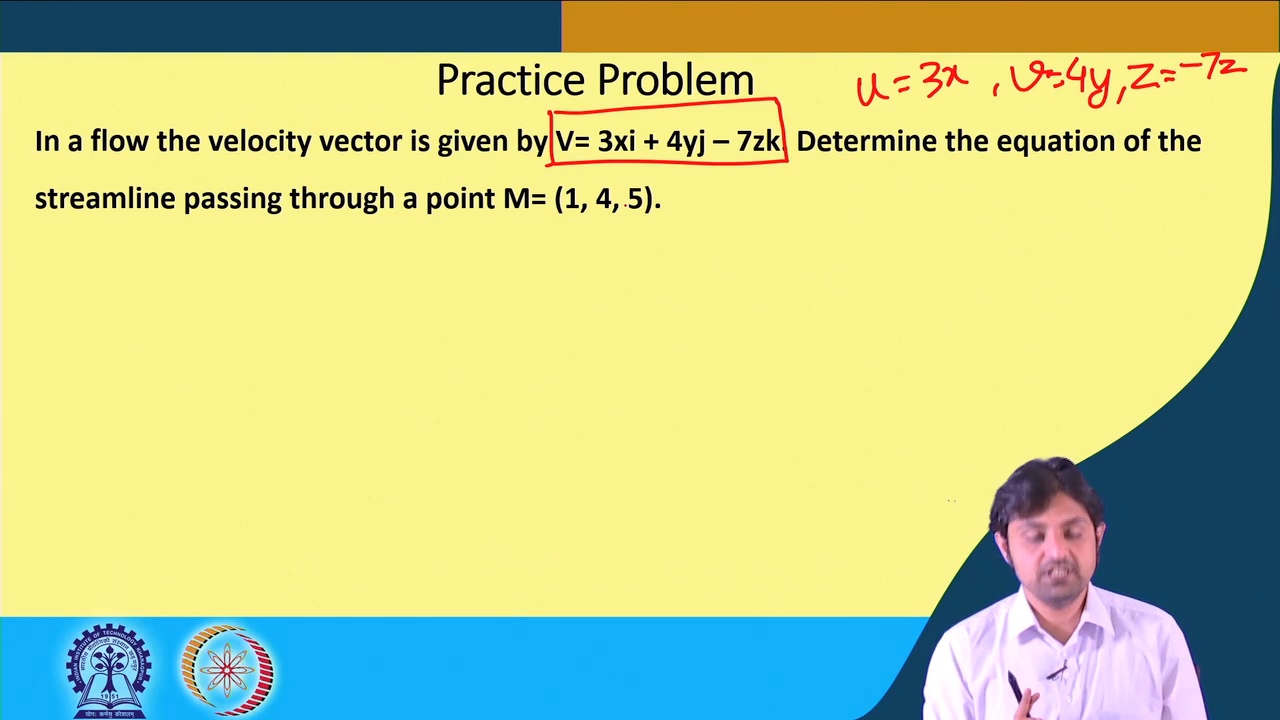 Practice Problem
u = 3x , v = 4y , z = -7z
In a flow the velocity vector is given by V= 3xi + 4yj – 7zk. Determine the equation of the
streamline passing through a point M= (1, 4, 5).
1951